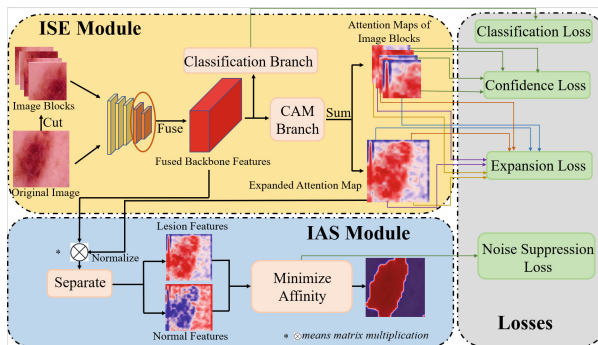 ISE Module
Attention Maps of
Image Blocks
Classification Loss
Classification Branch
Confidence Loss
Image Blocks
Cut
Fuse
CAM
Branch
Sum
Fused Backbone Features
Original Image
Expanded Attention Map
Expansion Loss
Lesion Features
IAS Module
* 
Normalize
Separate
Minimize
Affinity
Noise Suppression
Loss
Normal Features
* ⊗means matrix multiplication
Losses